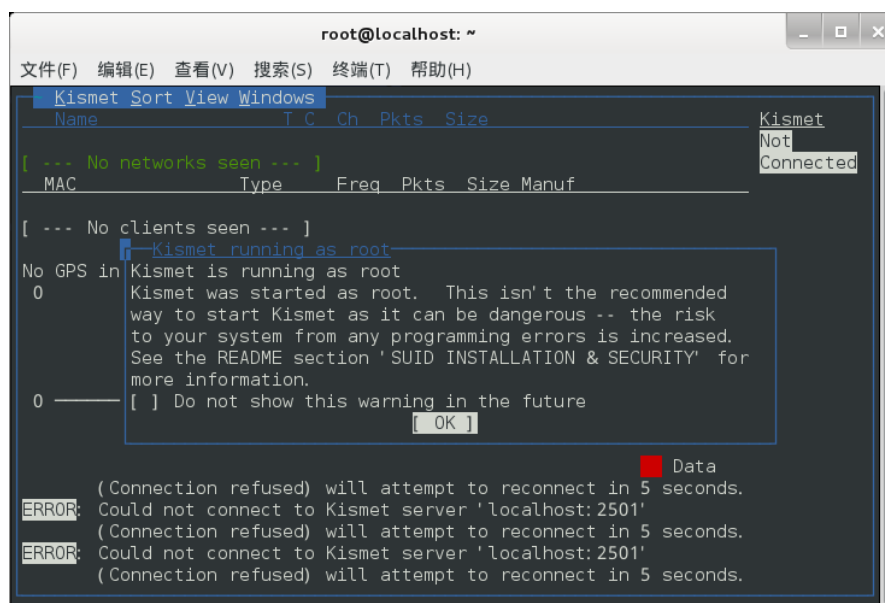 root@localhost: ~
文件(F) 编辑(E) 查看(V) 搜索(S) 终端(T) 帮助(H)
Kismet Sort View Windows
Name T C Ch Pkts Size
Kismet
Not
Connected
[ --- No networks seen --- ]
MAC Type Freq Pkts Size Manuf
[ --- No clients seen --- ]
Kismet running as root
No GPS in
Kismet is running as root
0
Kismet was started as root. This isn't the recommended
way to start Kismet as it can be dangerous -- the risk
to your system from any programming errors is increased.
See the README section 'SUID INSTALLATION & SECURITY' for
more information.
0
[ ] Do not show this warning in the future
[ OK ]
Data
(Connection refused) will attempt to reconnect in 5 seconds.
ERROR: Could not connect to Kismet server 'localhost:2501'
(Connection refused) will attempt to reconnect in 5 seconds.
ERROR: Could not connect to Kismet server 'localhost:2501'
(Connection refused) will attempt to reconnect in 5 seconds.